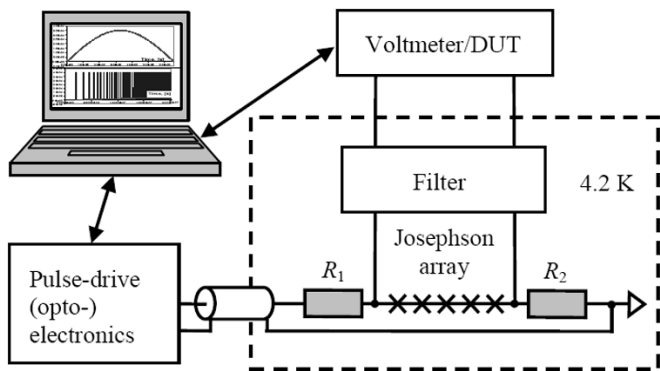 Voltmeter/DUT
Filter
4.2 K
Josephson
array
R1
R2
Pulse-drive
(opto-)
electronics